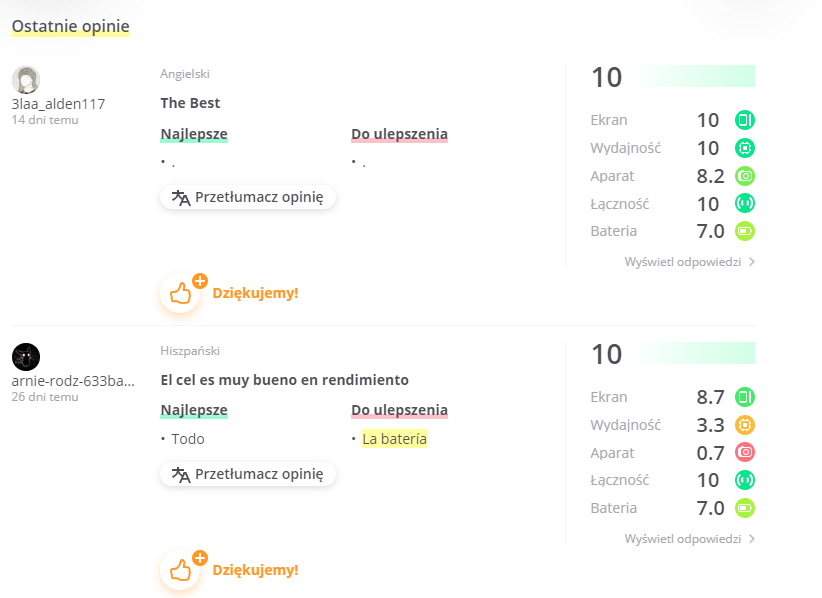 Ostatnie opinie
3laa_alden117
14 dni temu
Angielski
The Best
Najlepsze
• .
Do ulepszenia
• .
Przetłumacz opinię
Dziękujemy!
10
Ekran 10
Wydajność 10
Aparat 8.2
Łączność 10
Bateria 7.0
Wyświetl odpowiedzi
arnie-rodz-633ba...
26 dni temu
Hiszpański
El cel es muy bueno en rendimiento
Najlepsze
• Todo
Do ulepszenia
• La batería
Przetłumacz opinię
Dziękujemy!
10
Ekran 8.7
Wydajność 3.3
Aparat 0.7
Łączność 10
Bateria 7.0
Wyświetl odpowiedzi